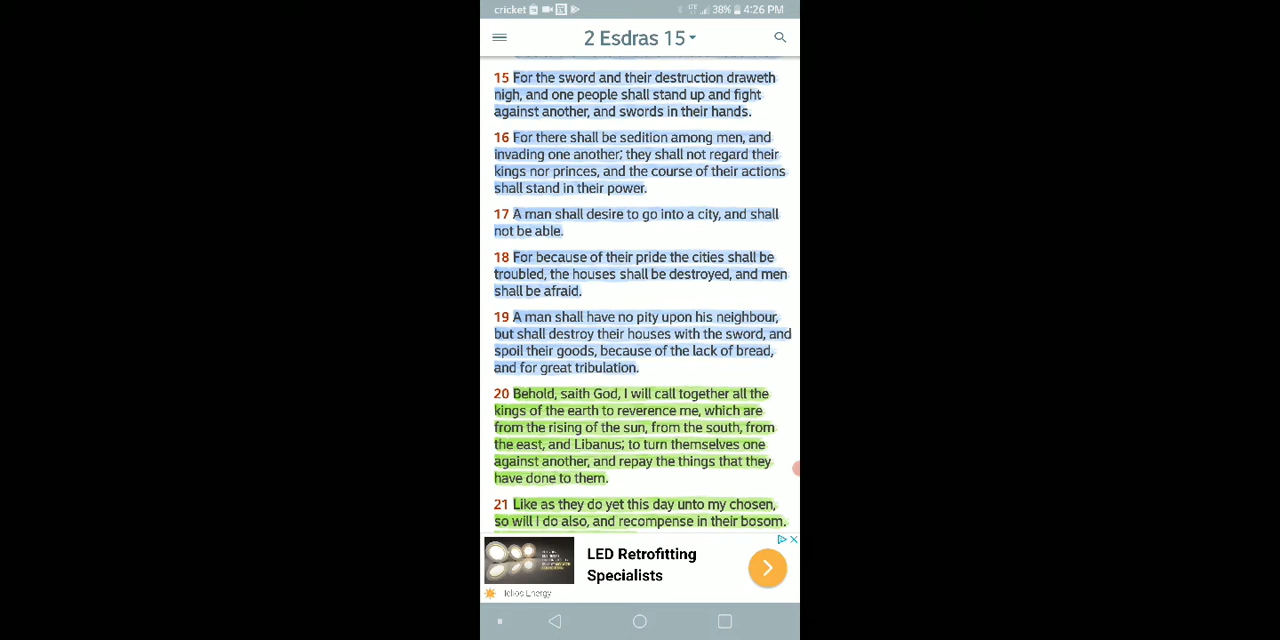 cricket 38% 4:26 PM
2 Esdras 15
15 For the sword and their destruction draweth
nigh, and one people shall stand up and fight
against another, and swords in their hands.
16 For there shall be sedition among men, and
invading one another; they shall not regard their
kings nor princes, and the course of their actions
shall stand in their power.
17 A man shall desire to go into a city, and shall
not be able.
18 For because of their pride the cities shall be
troubled, the houses shall be destroyed, and men
shall be afraid.
19 A man shall have no pity upon his neighbour,
but shall destroy their houses with the sword, and
spoil their goods, because of the lack of bread,
and for great tribulation.
20 Behold, saith God, I will call together all the
kings of the earth to reverence me, which are
from the rising of the sun, from the south, from
the east, and Libanus; to turn themselves one
against another, and repay the things that they
have done to them.
21 Like as they do yet this day unto my chosen,
so will I do also, and recompense in their bosom.
LED Retrofitting
Specialists
Energy